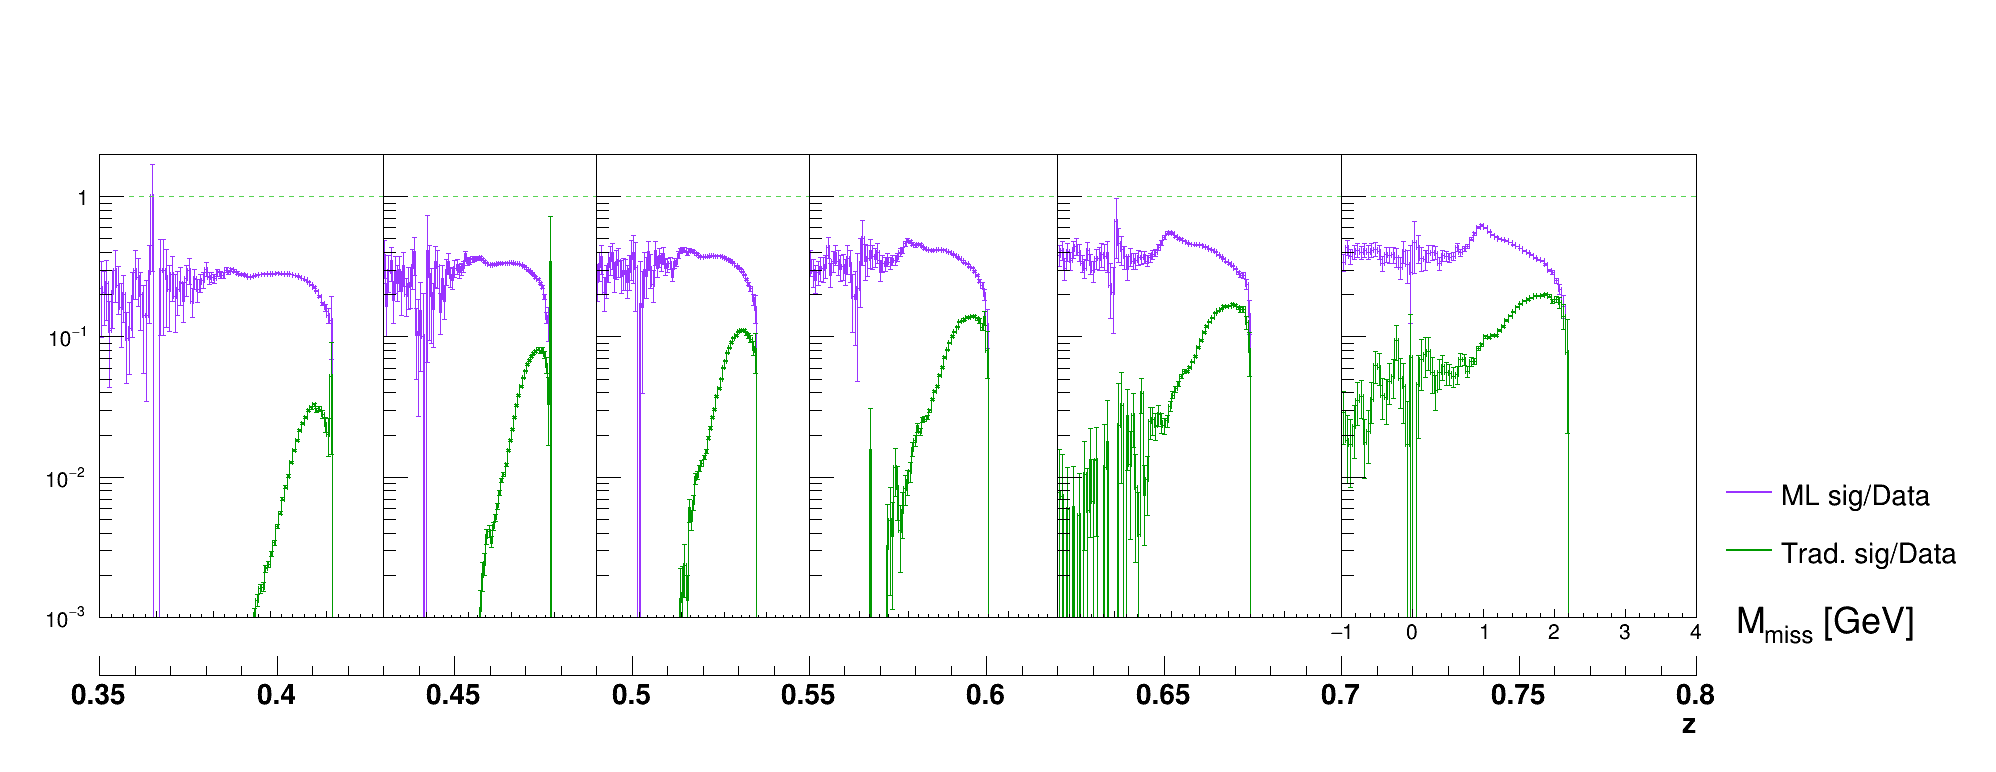 1
10⁻¹
10⁻²
10⁻³
ML sig/Data
Trad. sig/Data
−1 0 1 2 3 4
M_miss [GeV]
0.35 0.4 0.45 0.5 0.55 0.6 0.65 0.7 0.75 0.8
z